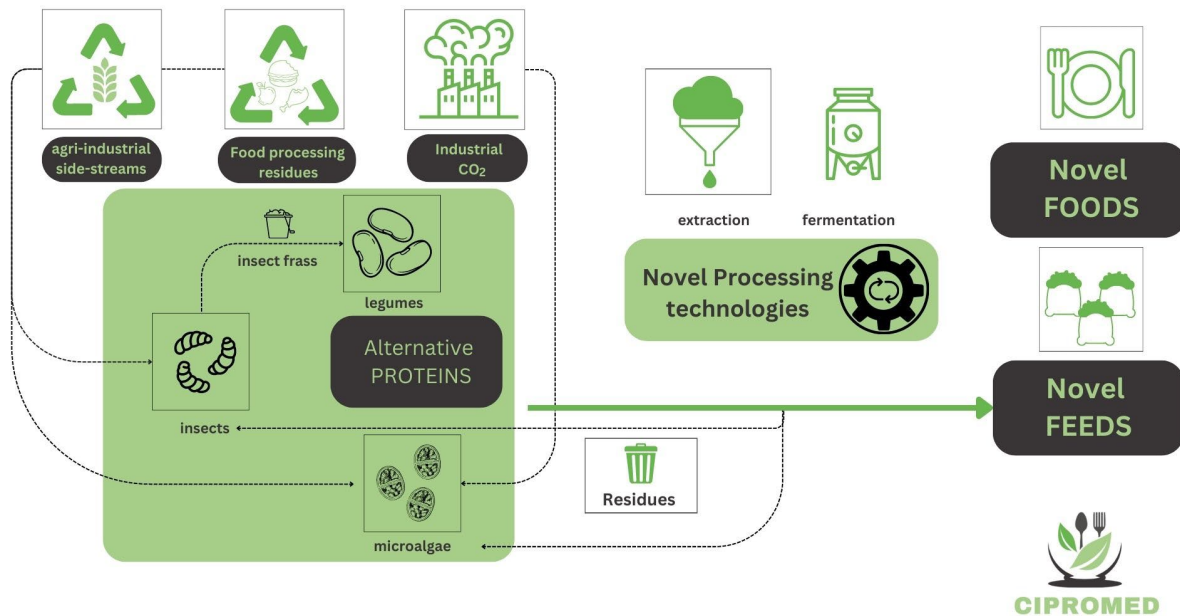 agri-industrial
side-streams
Food processing
residues
Industrial
CO₂
extraction
fermentation
Novel
FOODS
insect frass
legumes
Novel Processing
technologies
Alternative
PROTEINS
insects
Novel
FEEDS
Residues
microalgae
CIPROMED